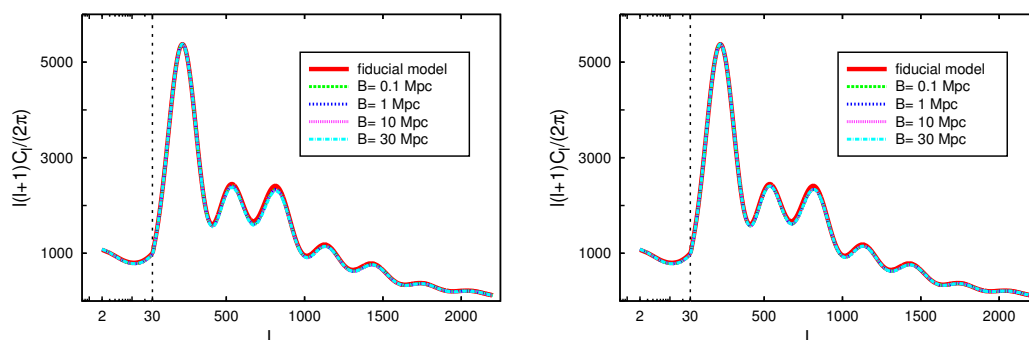 l(l+1)C_l/(2π)
5000
3000
1000
fiducial model
B= 0.1 Mpc
B= 1 Mpc
B= 10 Mpc
B= 30 Mpc
2 30 500 1000 1500 2000
l
l(l+1)C_l/(2π)
5000
3000
1000
fiducial model
B= 0.1 Mpc
B= 1 Mpc
B= 10 Mpc
B= 30 Mpc
2 30 500 1000 1500 2000
l